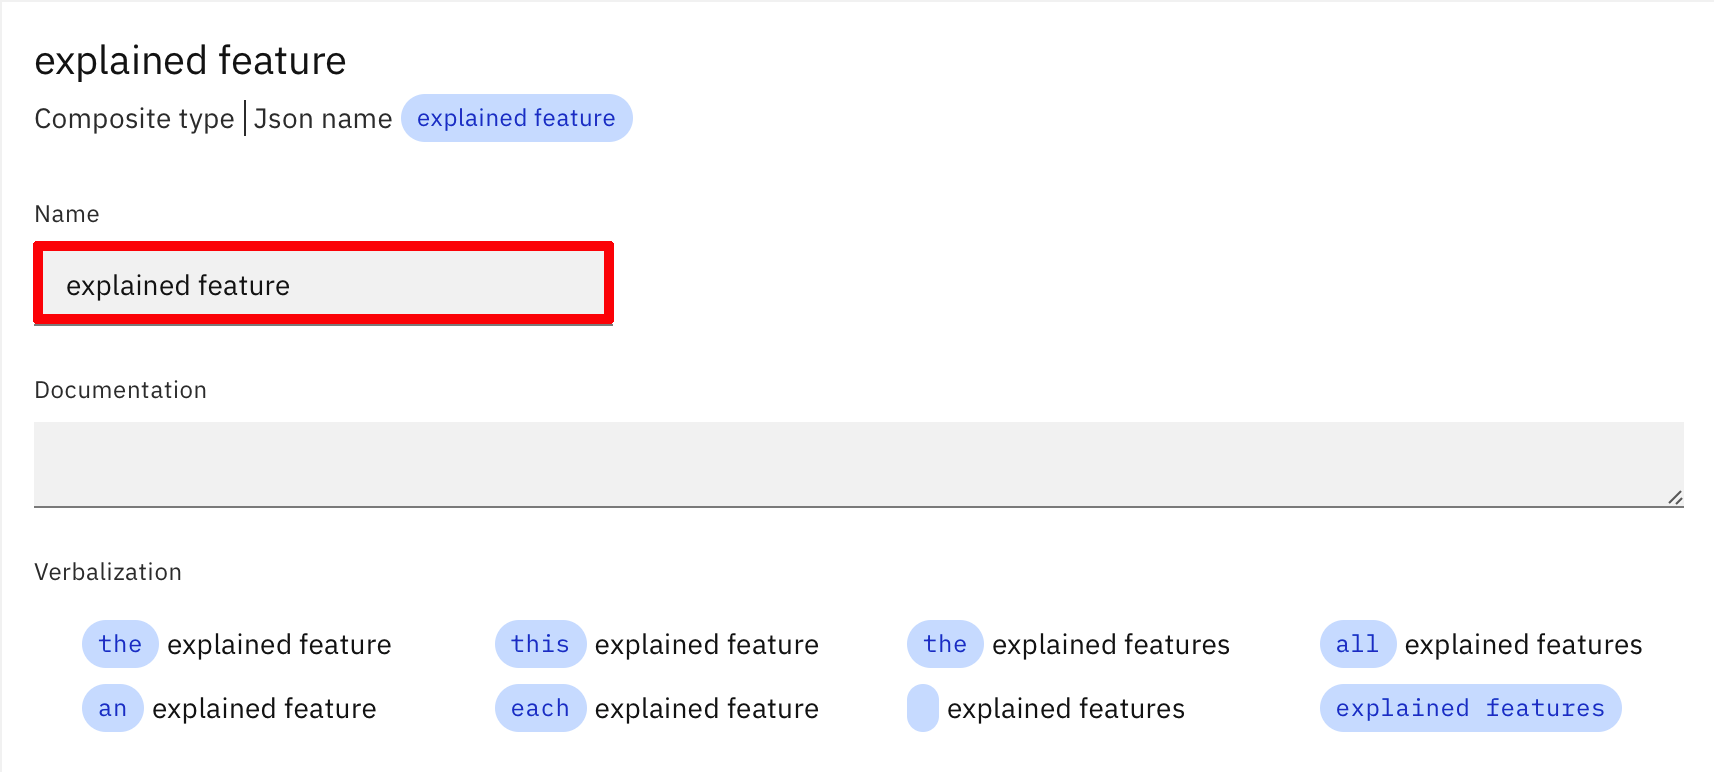 explained feature
Composite type | Json name explained feature
Name
explained feature
Documentation
Verbalization
the explained feature this explained feature the explained features all explained features
an explained feature each explained feature explained features explained features